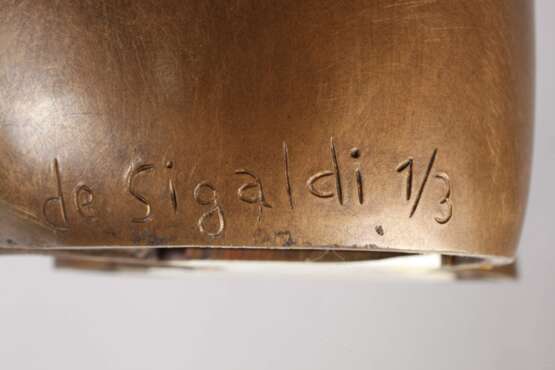 de Sigaldi 1/3